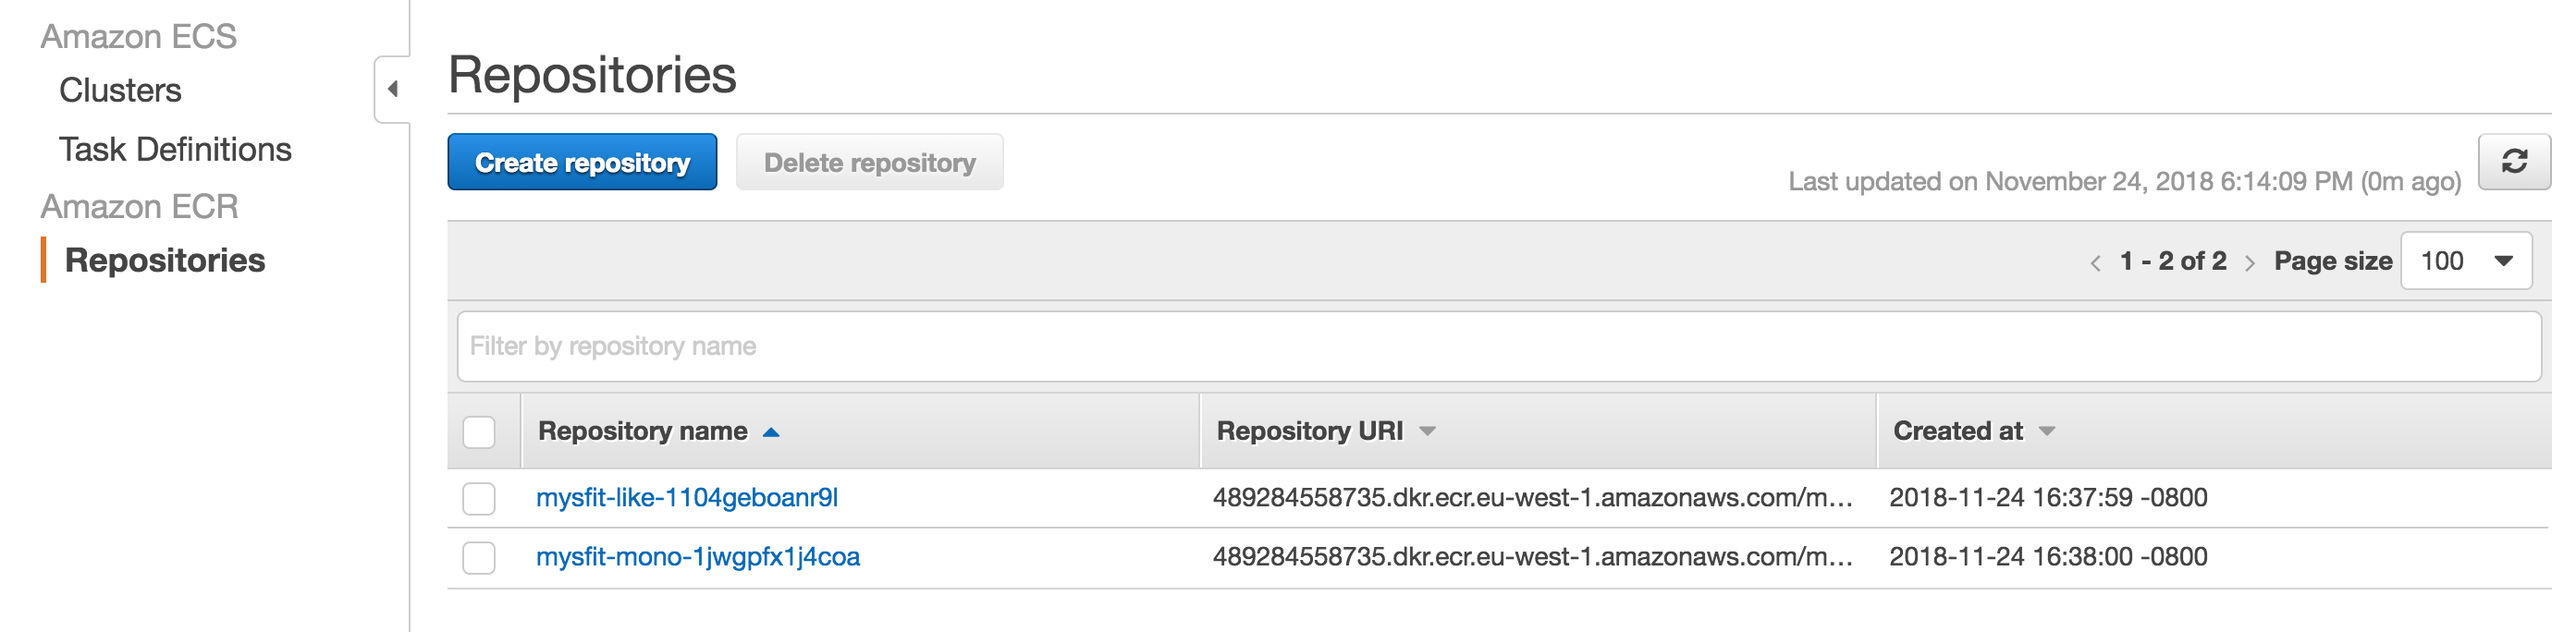 Amazon ECS
Clusters
Task Definitions
Amazon ECR
Repositories
Repositories
Create repository
Delete repository
Last updated on November 24, 2018 6:14:09 PM (0m ago)
1 - 2 of 2
Page size
100
Filter by repository name
Repository name
Repository URI
Created at
mysfit-like-1104geboanr9l
489284558735.dkr.ecr.eu-west-1.amazonaws.com/m...
2018-11-24 16:37:59 -0800
mysfit-mono-1jwgpfx1j4coa
489284558735.dkr.ecr.eu-west-1.amazonaws.com/m...
2018-11-24 16:38:00 -0800